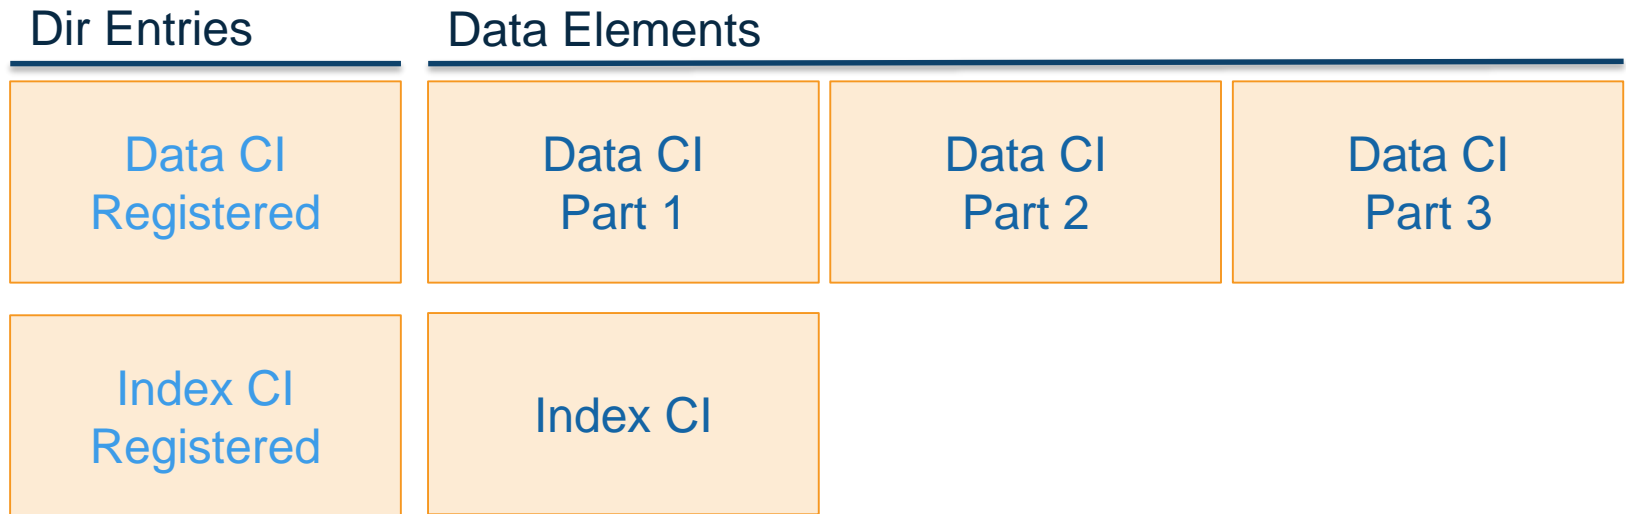 Dir Entries
Data Elements
Data CI
Registered
Data CI
Part 1
Data CI
Part 2
Data CI
Part 3
Index CI
Registered
Index CI